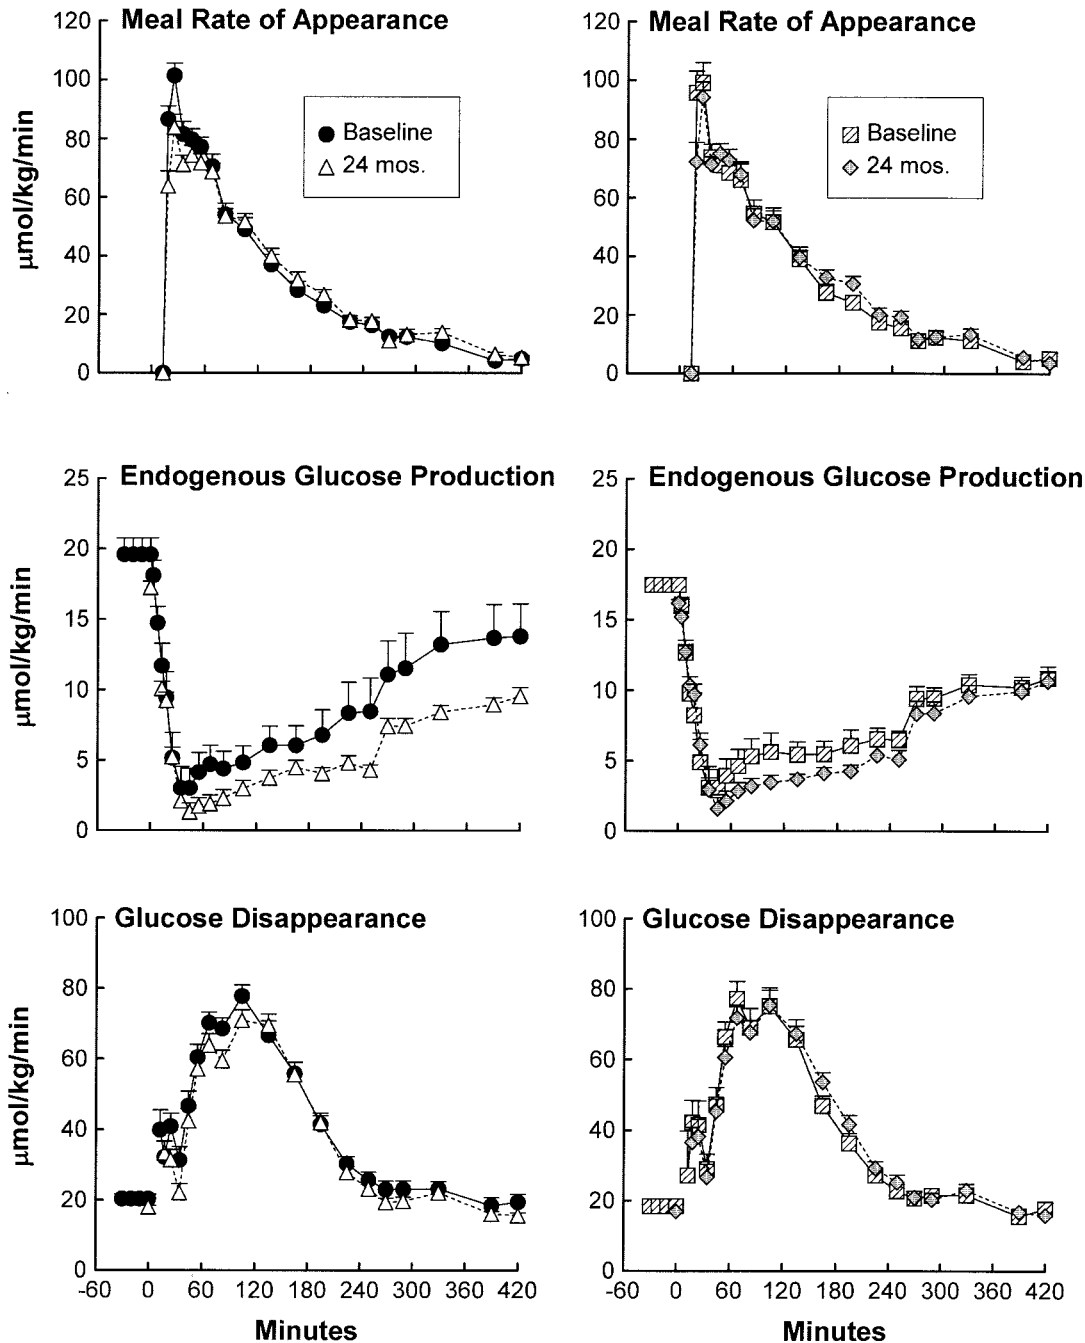 Meal Rate of Appearance
120
100
80
60
40
20
0
μmol/kg/min
Baseline
24 mos.
Meal Rate of Appearance
120
100
80
60
40
20
0
Baseline
24 mos.
Endogenous Glucose Production
25
20
15
10
5
0
μmol/kg/min
Endogenous Glucose Production
25
20
15
10
5
0
Glucose Disappearance
100
80
60
40
20
0
μmol/kg/min
-60 0 60 120 180 240 300 360 420
Minutes
Glucose Disappearance
100
80
60
40
20
0
-60 0 60 120 180 240 300 360 420
Minutes